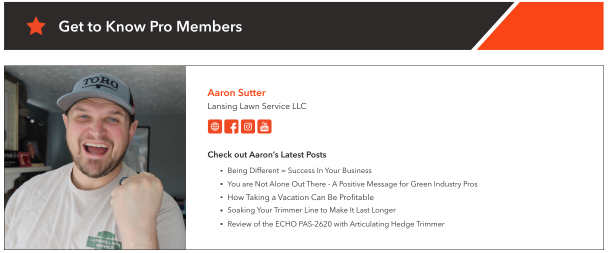 Get to Know Pro Members
TORO
LANSING LAWN
SERVICE
Aaron Sutter
Lansing Lawn Service LLC
Check out Aaron's Latest Posts
• Being Different = Success In Your Business
• You are Not Alone Out There - A Positive Message for Green Industry Pros
• How Taking a Vacation Can Be Profitable
• Soaking Your Trimmer Line to Make It Last Longer
• Review of the ECHO PAS-2620 with Articulating Hedge Trimmer